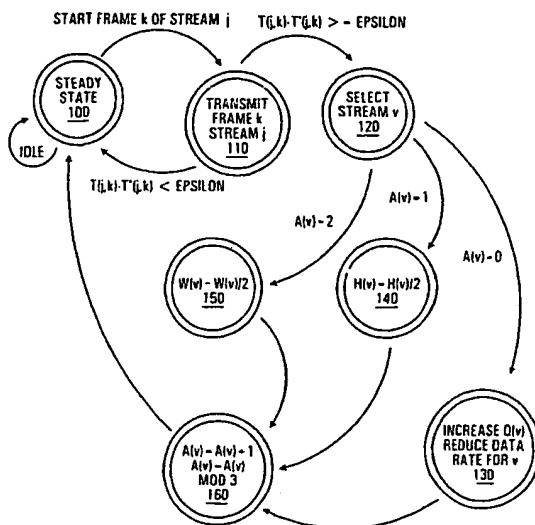 START FRAME k OF STREAM j
T(j,k)-T*(j,k) > - EPSILON
STEADY
STATE
100
TRANSMIT
FRAME k
STREAM j
110
SELECT
STREAM v
120
IDLE
T(j,k)-T*(j,k) < EPSILON
A(v)-2
A(v)-1
A(v)-0
W(v) - W(v)/2
150
H(v) - H(v)/2
140
A(v)-A(v)+1
A(v)-A(v)
MOD 3
160
INCREASE Q(v)
REDUCE DATA
RATE FOR v
130